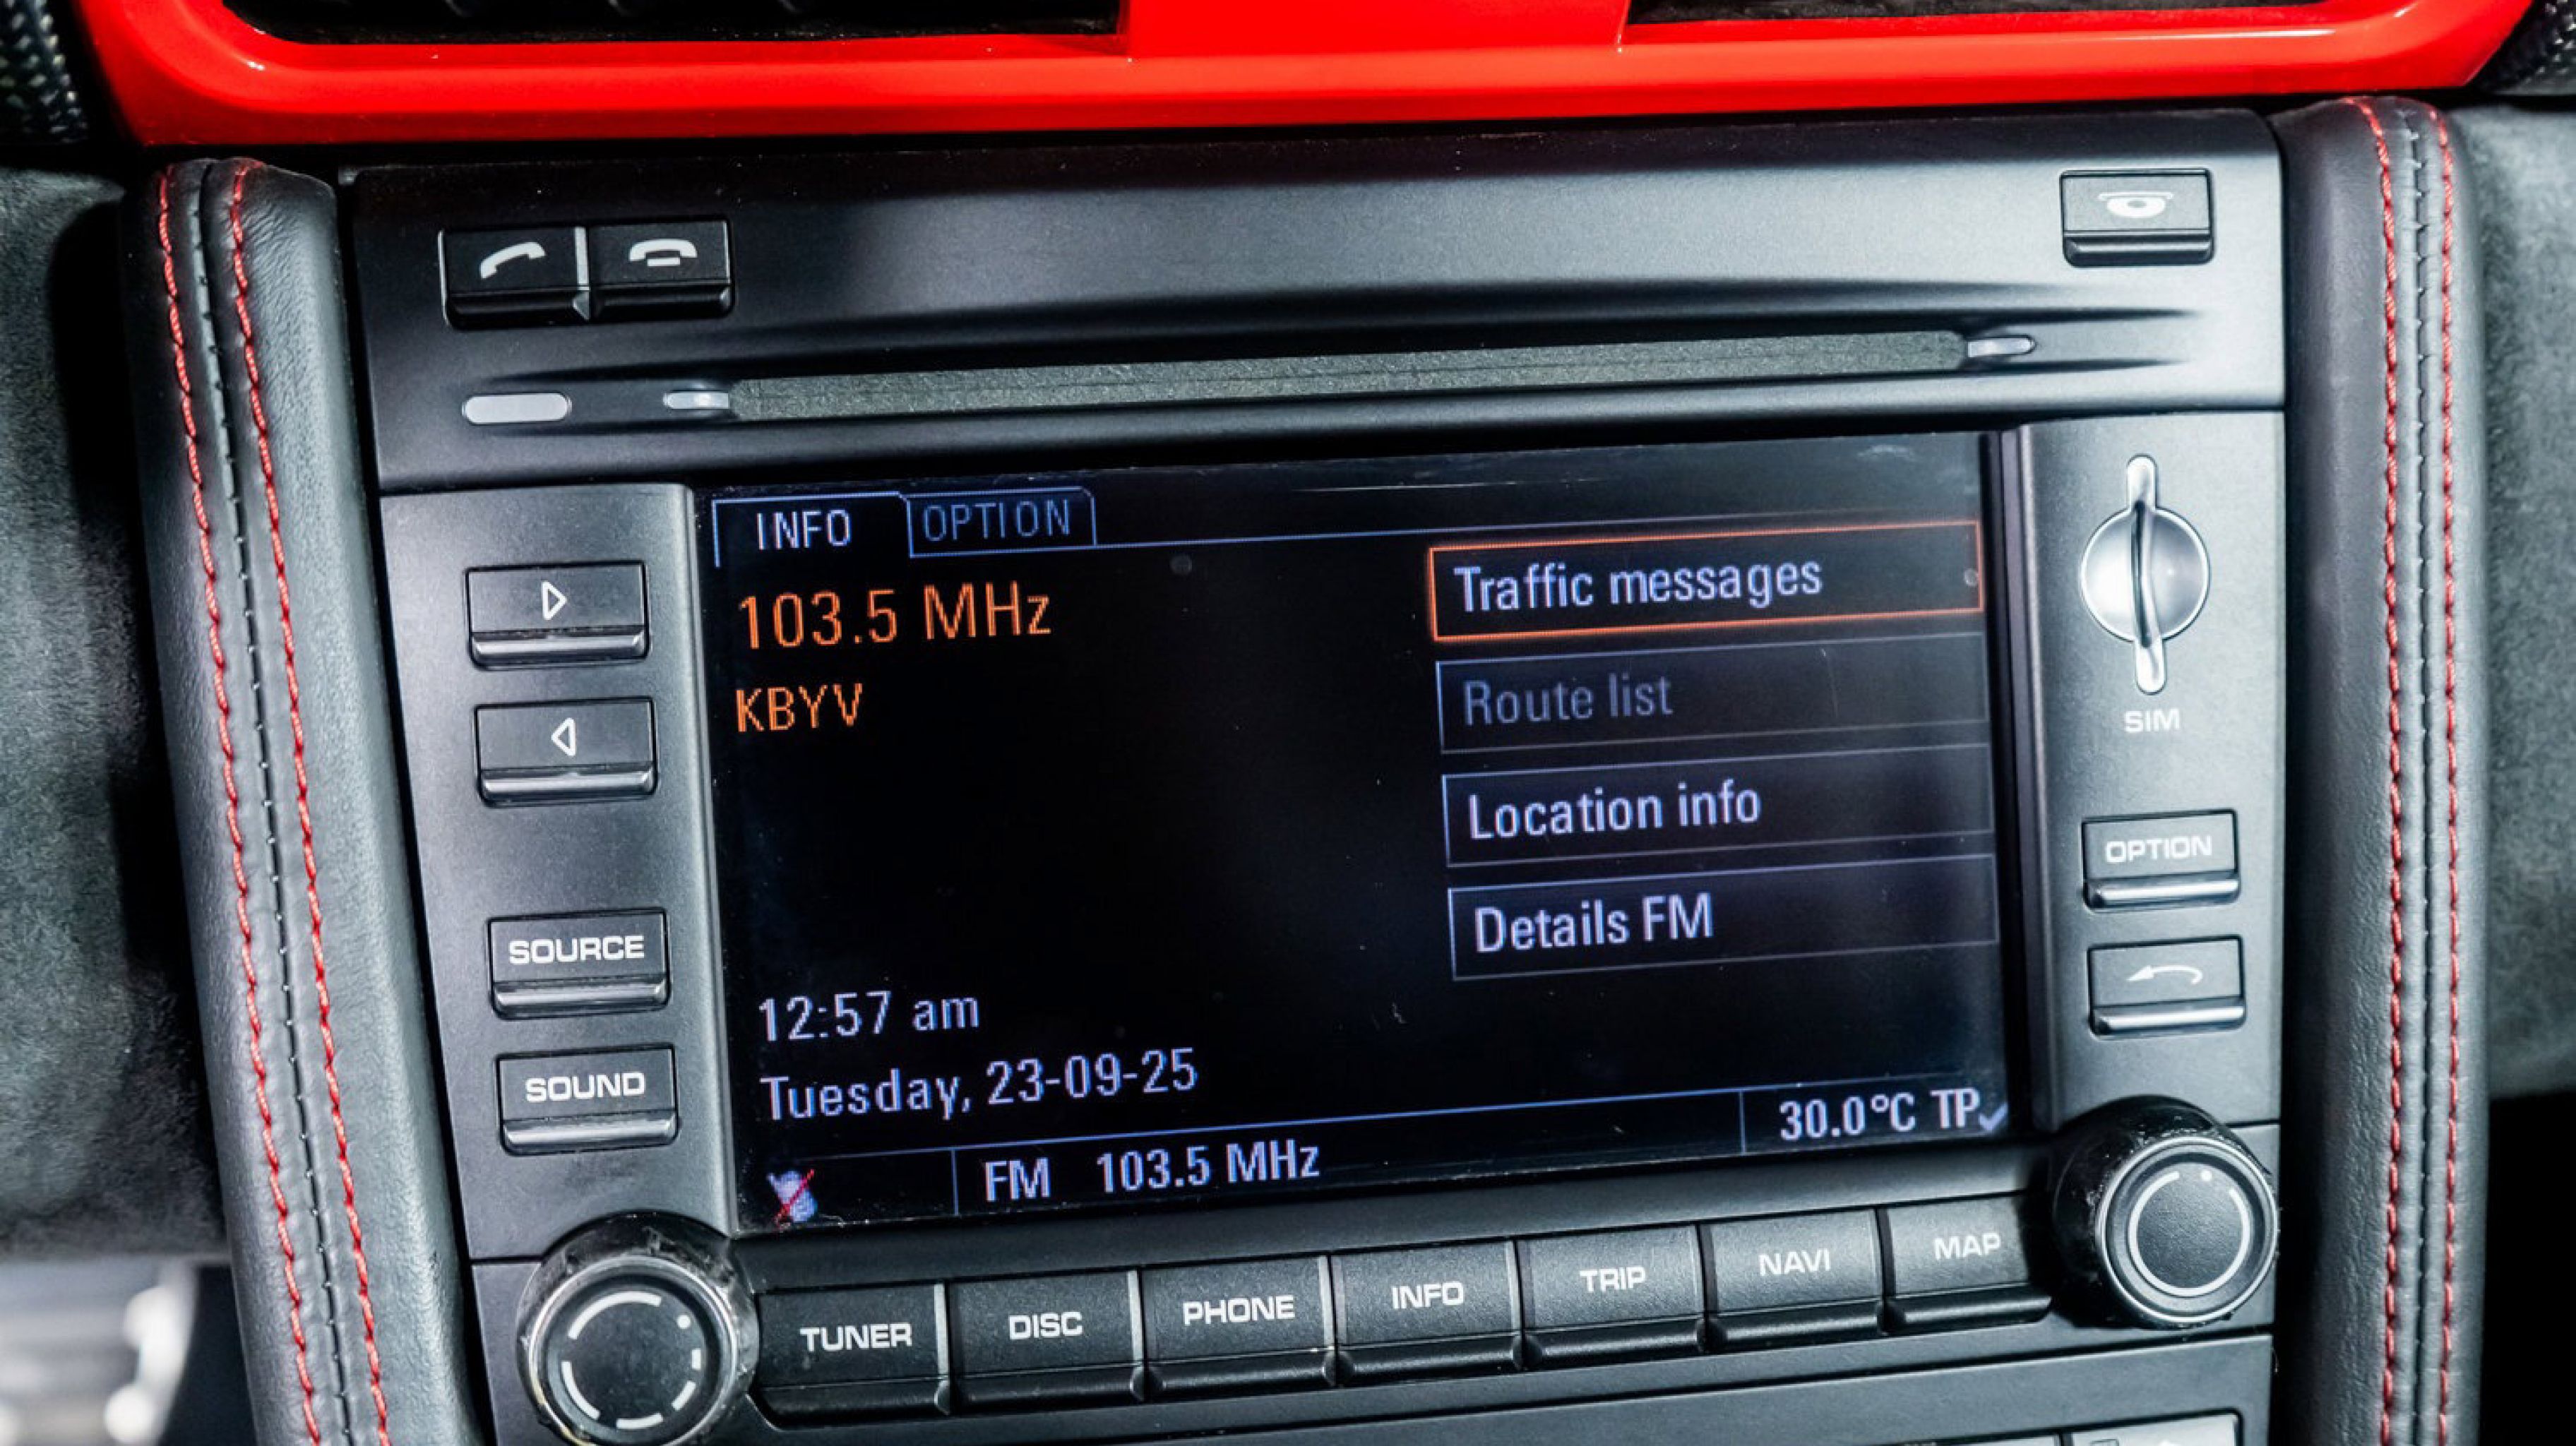 INFO OPTION
103.5 MHz
KBYV
Traffic messages
Route list
Location info
Details FM
12:57 am
Tuesday, 23-09-25
FM 103.5 MHz
30.0°C TP
SOURCE
SOUND
SIM
OPTION
TUNER DISC PHONE INFO TRIP NAVI MAP